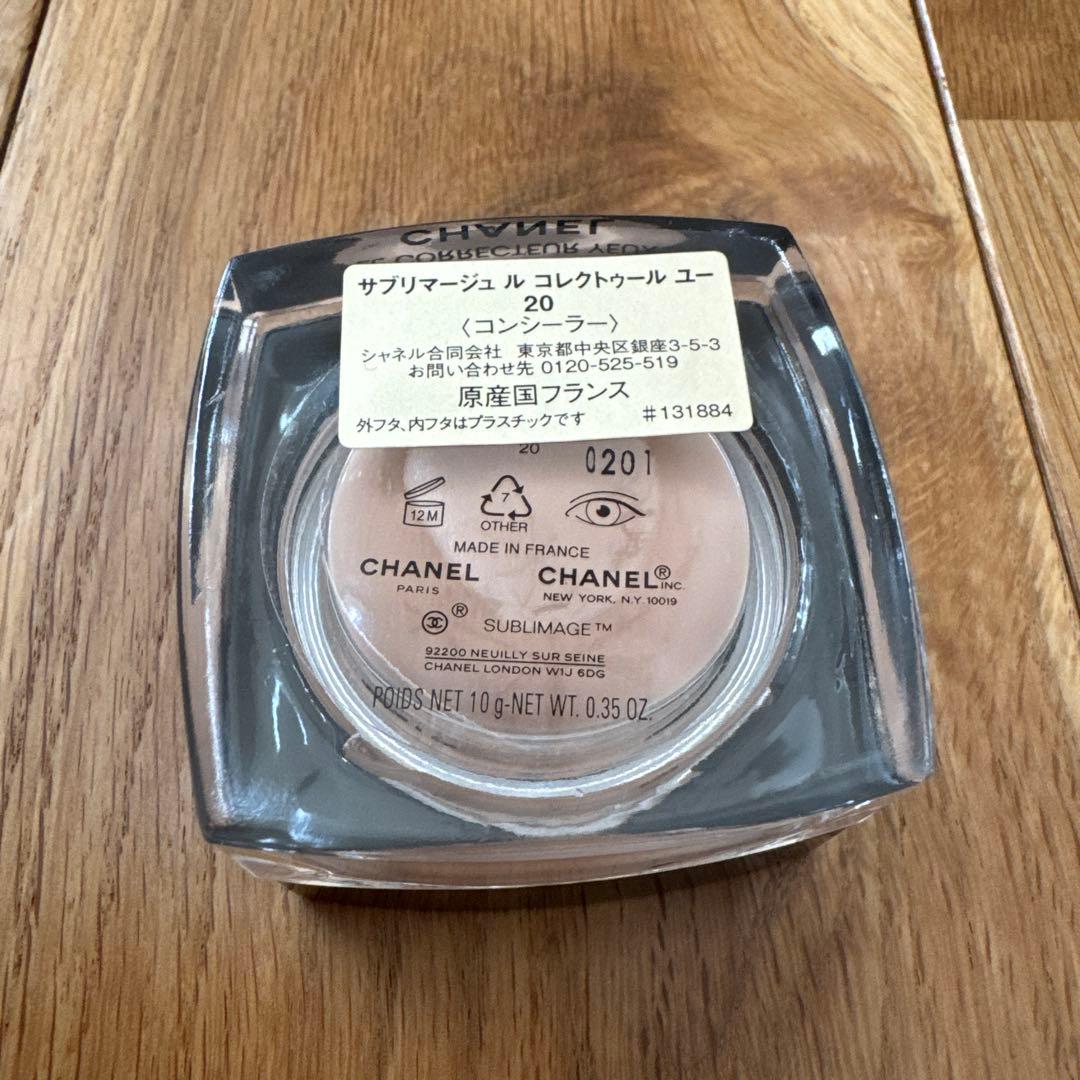 CHANEL
LE CORRECTEUR YEUX
サブリマージュ ル コレクトゥール ユー
20
〈コンシーラー〉
シャネル合同会社 東京都中央区銀座3-5-3
お問い合わせ先 0120-525-519
原産国フランス
外フタ、内フタはプラスチックです #131884
20 0201
12M
7
OTHER
MADE IN FRANCE
CHANEL
PARIS
CHANEL® INC.
NEW YORK, N.Y. 10019
® SUBLIMAGE™
92200 NEUILLY SUR SEINE
CHANEL LONDON W1J 6DG
POIDS NET 10 g-NET WT. 0.35 OZ.